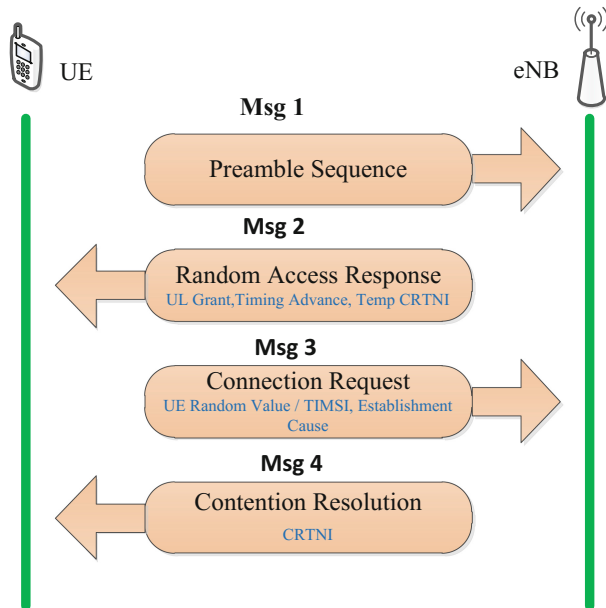 UE
eNB
Msg 1
Preamble Sequence
Msg 2
Random Access Response
UL Grant,Timing Advance, Temp CRTNI
Msg 3
Connection Request
UE Random Value / TIMSI, Establishment
Cause
Msg 4
Contention Resolution
CRTNI